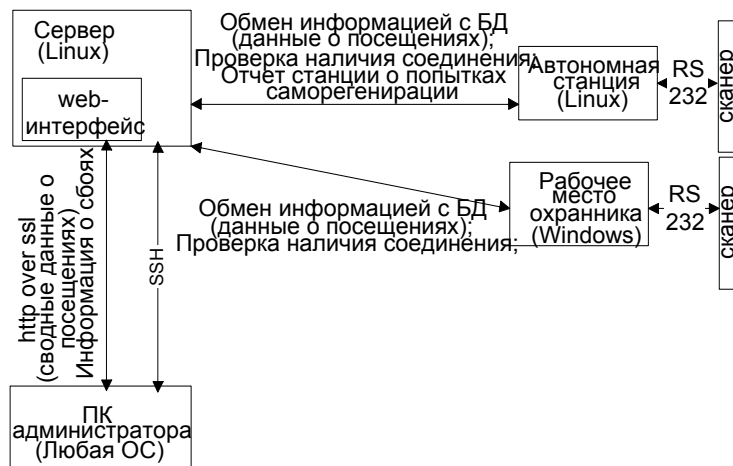 Сервер
(Linux)
web-
интерфейс
Обмен информацией с БД
(данные о посещениях);
Проверка наличия соединения;
Отчет станции о попытках
саморегенирации
Автономная
станция
(Linux)
RS
232
сканер
Обмен информацией с БД
(данные о посещениях);
Проверка наличия соединения;
Рабочее
место
охранника
(Windows)
RS
232
сканер
http over ssl
(сводные данные о
посещениях)
Информация о сбоях
SSH
ПК
администратора
(Любая ОС)